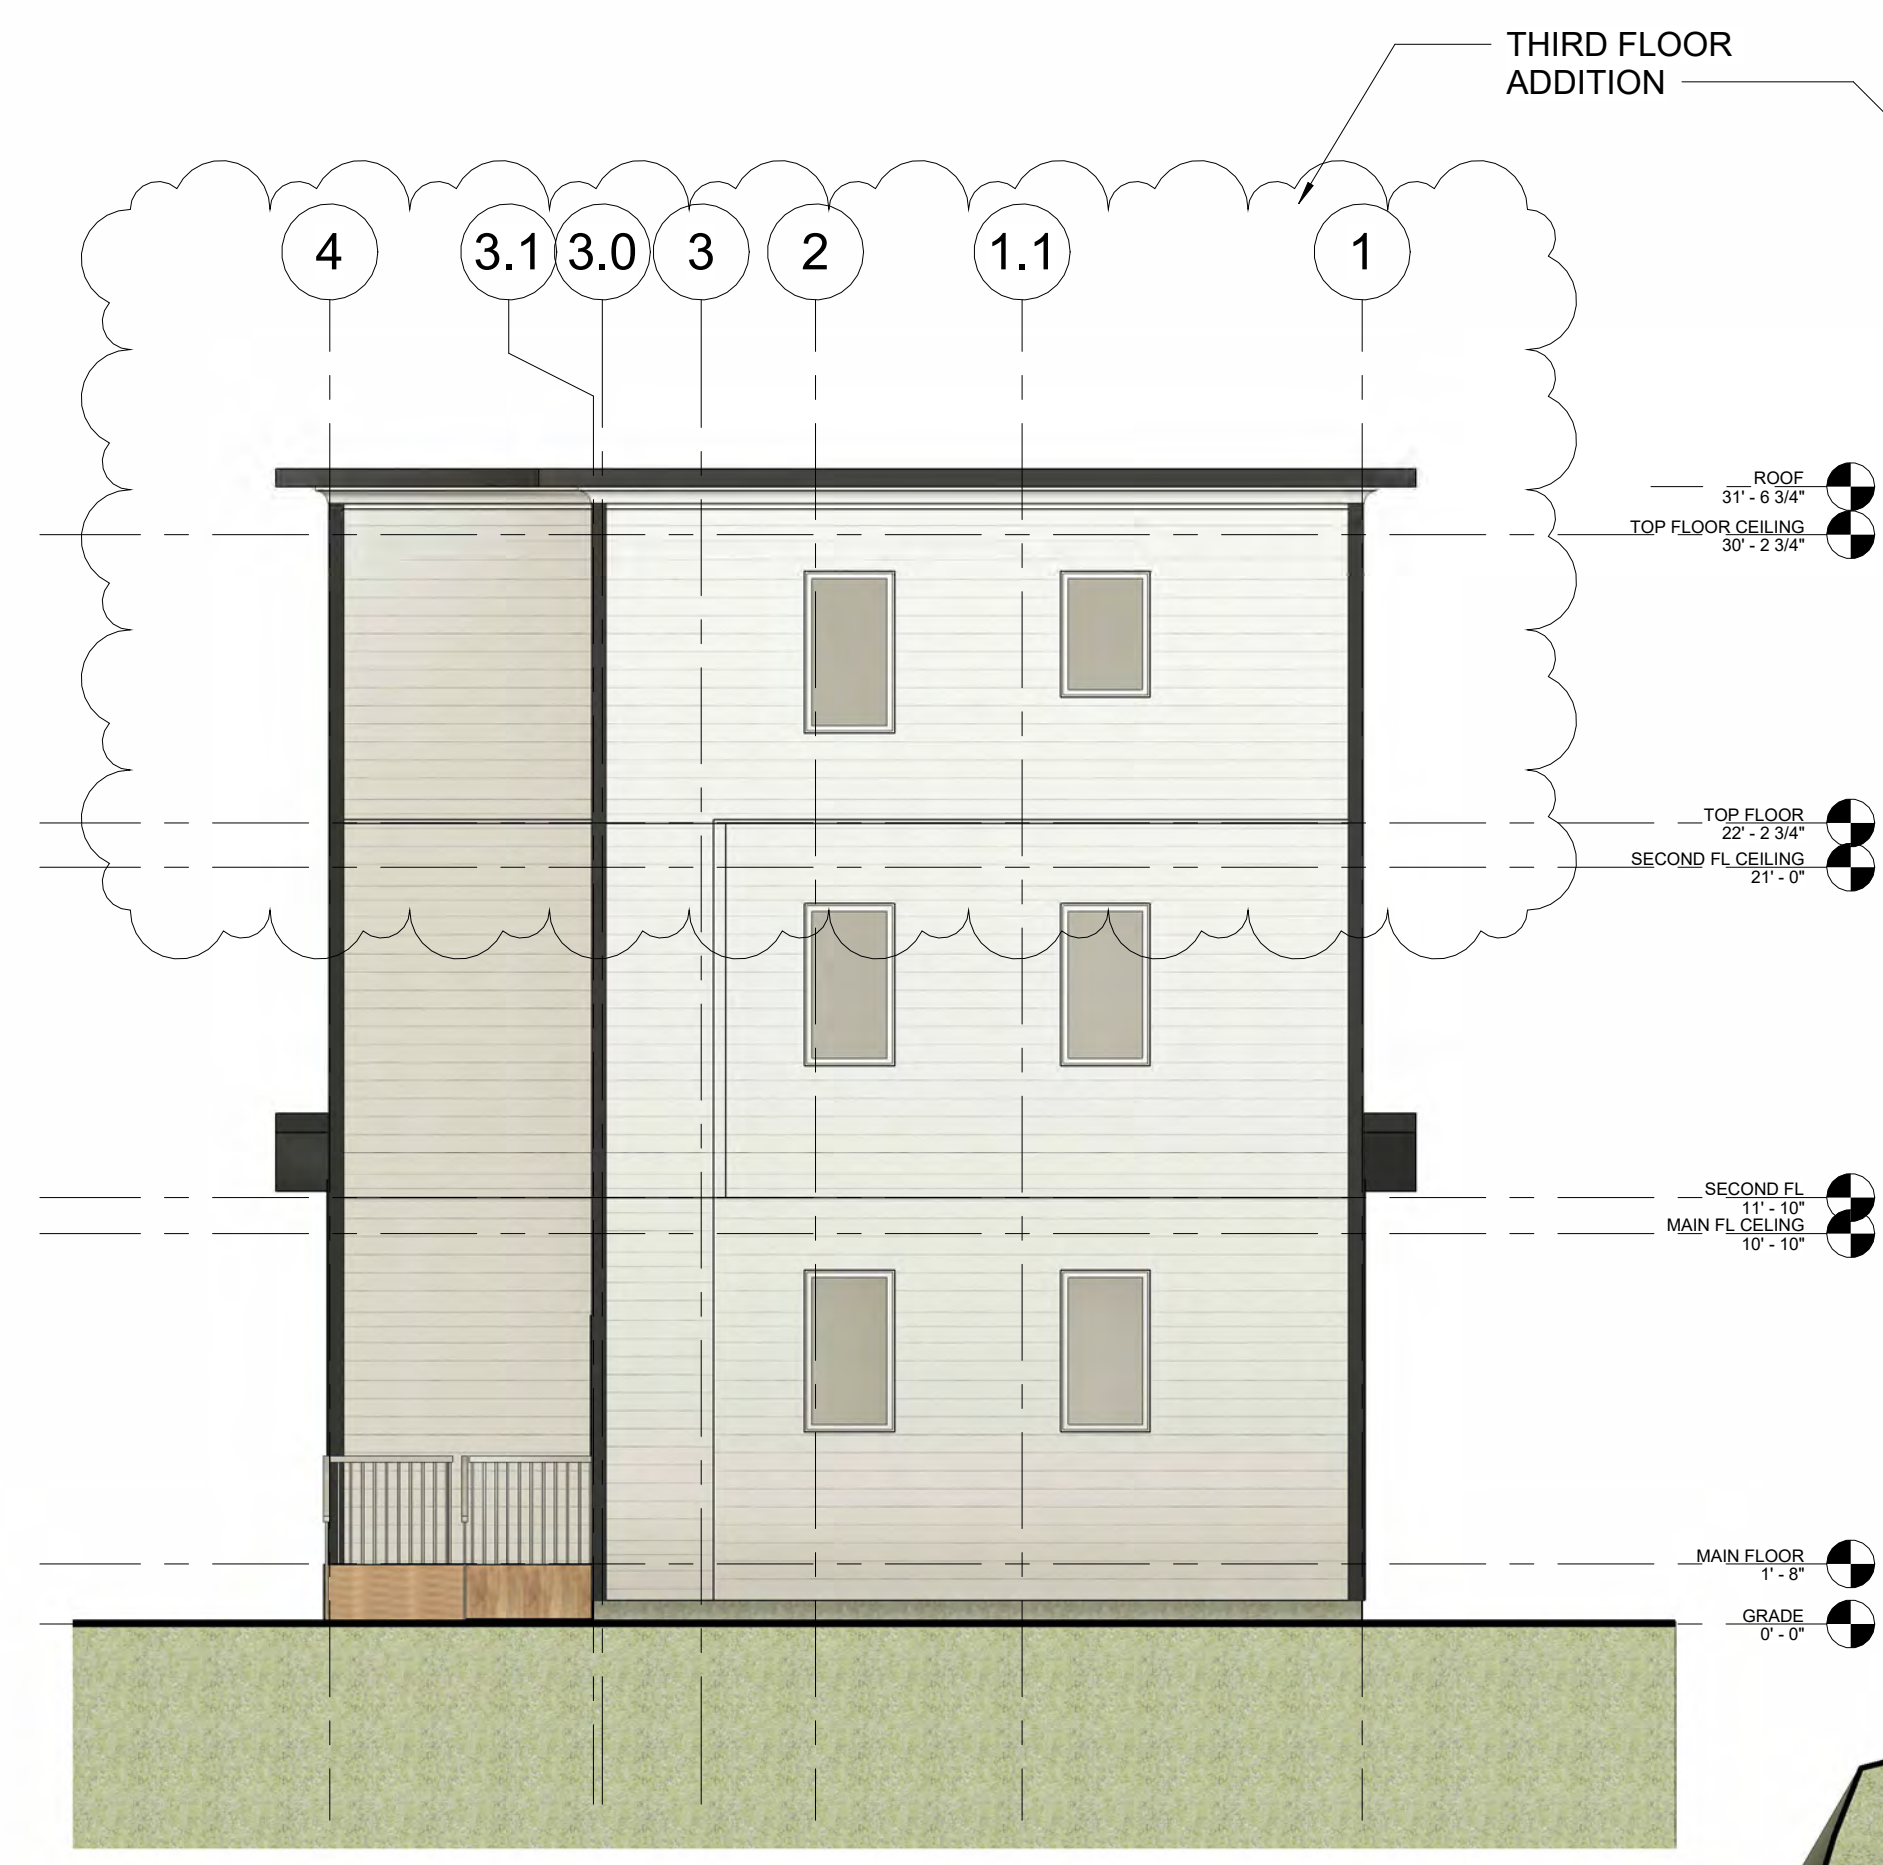 THIRD FLOOR
ADDITION
4
3.1
3.0
3
2
1.1
1
ROOF
31' - 6 3/4"
TOP FLOOR CEILING
30' - 2 3/4"
TOP FLOOR
22' - 2 3/4"
SECOND FL CEILING
21' - 0"
SECOND FL
11' - 10"
MAIN FL CELING
10' - 10"
MAIN FLOOR
1' - 8"
GRADE
0' - 0"